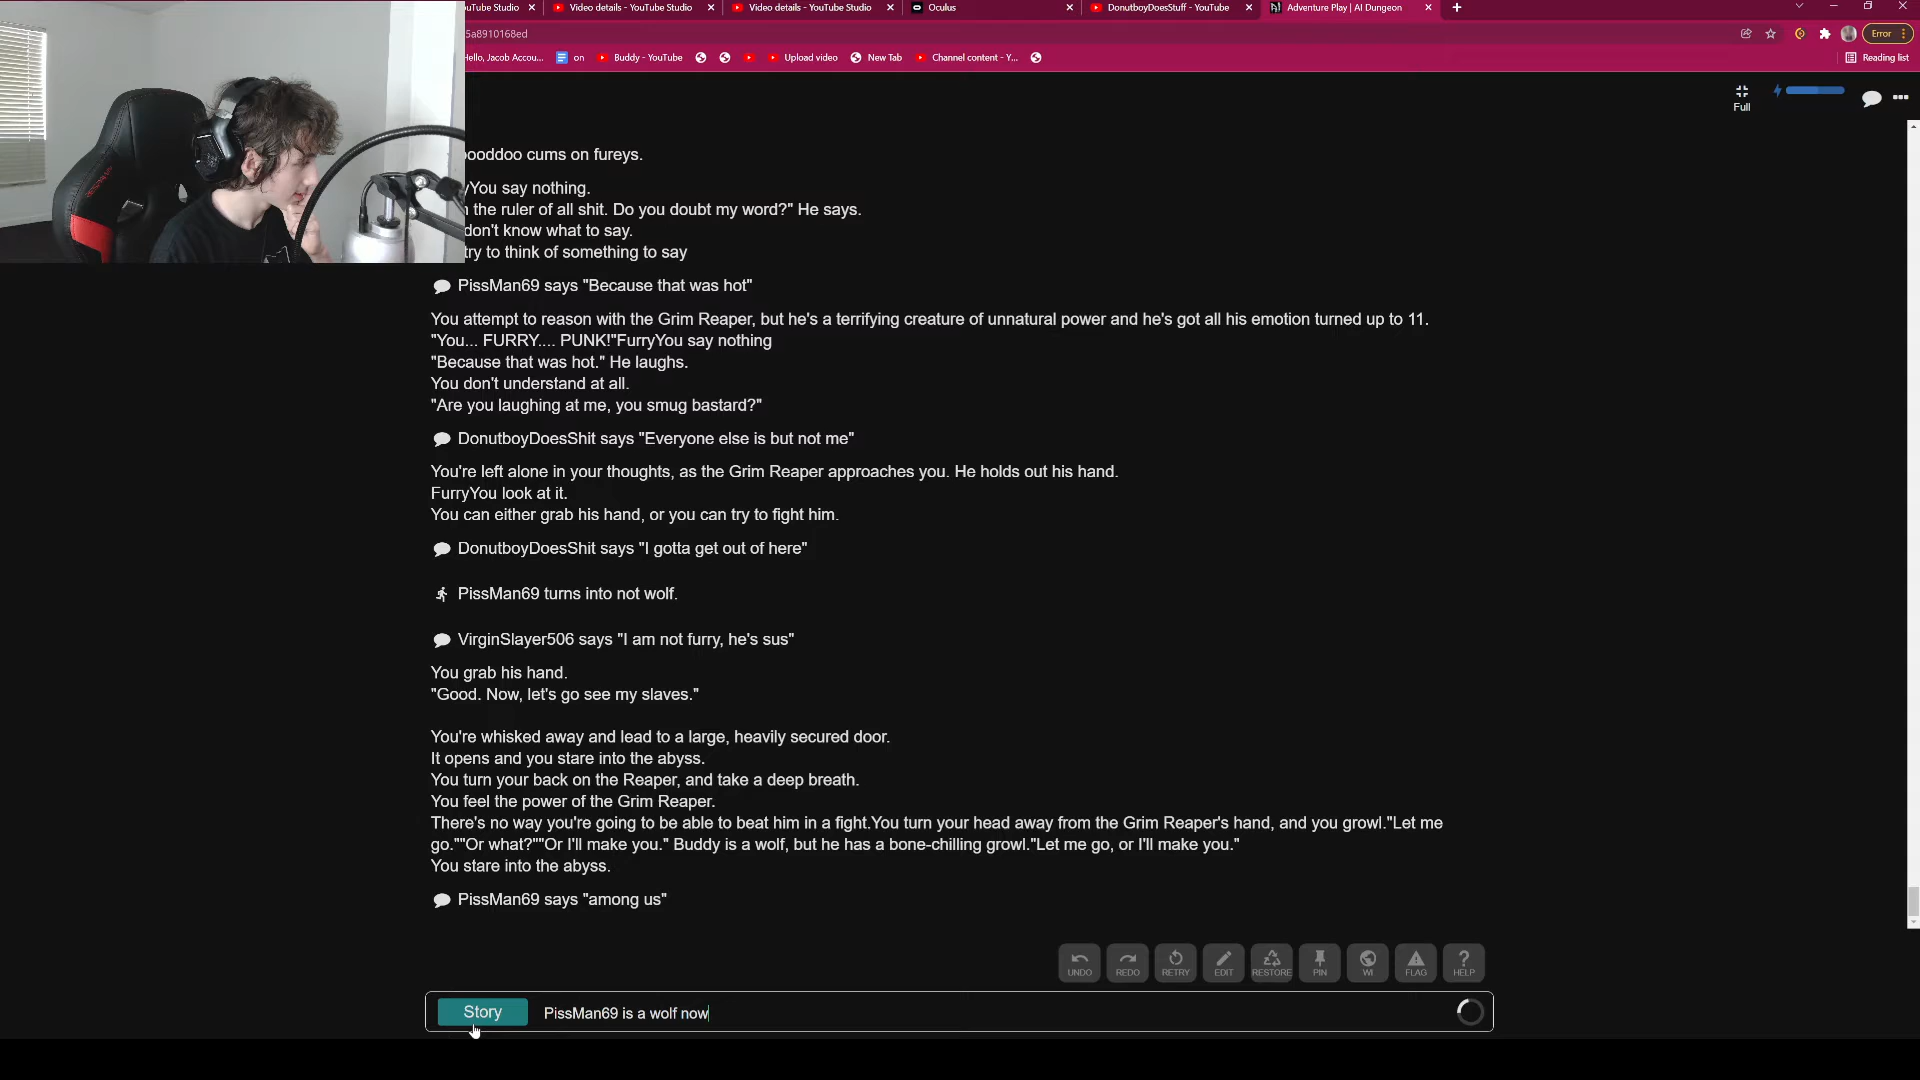 uTube Studio
Video details - YouTube Studio
Video details - YouTube Studio
Oculus
DonutboyDoesStuff - YouTube
Adventure Play | AI Dungeon
5a8910168ed
Error
Hello, Jacob Accou...
on
Buddy - YouTube
Upload video
New Tab
Channel content - Y...
Reading list
Full
ooddoo cums on fureys.
yYou say nothing.
the ruler of all shit. Do you doubt my word?" He says.
don't know what to say.
try to think of something to say
PissMan69 says "Because that was hot"
You attempt to reason with the Grim Reaper, but he's a terrifying creature of unnatural power and he's got all his emotion turned up to 11.
"You... FURRY.... PUNK!"FurryYou say nothing
"Because that was hot." He laughs.
You don't understand at all.
"Are you laughing at me, you smug bastard?"
DonutboyDoesShit says "Everyone else is but not me"
You're left alone in your thoughts, as the Grim Reaper approaches you. He holds out his hand.
FurryYou look at it.
You can either grab his hand, or you can try to fight him.
DonutboyDoesShit says "I gotta get out of here"
PissMan69 turns into not wolf.
VirginSlayer506 says "I am not furry, he's sus"
You grab his hand.
"Good. Now, let's go see my slaves."
You're whisked away and lead to a large, heavily secured door.
It opens and you stare into the abyss.
You turn your back on the Reaper, and take a deep breath.
You feel the power of the Grim Reaper.
There's no way you're going to be able to beat him in a fight.You turn your head away from the Grim Reaper's hand, and you growl."Let me
go.""Or what?""Or I'll make you." Buddy is a wolf, but he has a bone-chilling growl."Let me go, or I'll make you."
You stare into the abyss.
PissMan69 says "among us"
UNDO
REDO
RETRY
EDIT
RESTORE
PIN
WI
FLAG
HELP
Story
PissMan69 is a wolf now